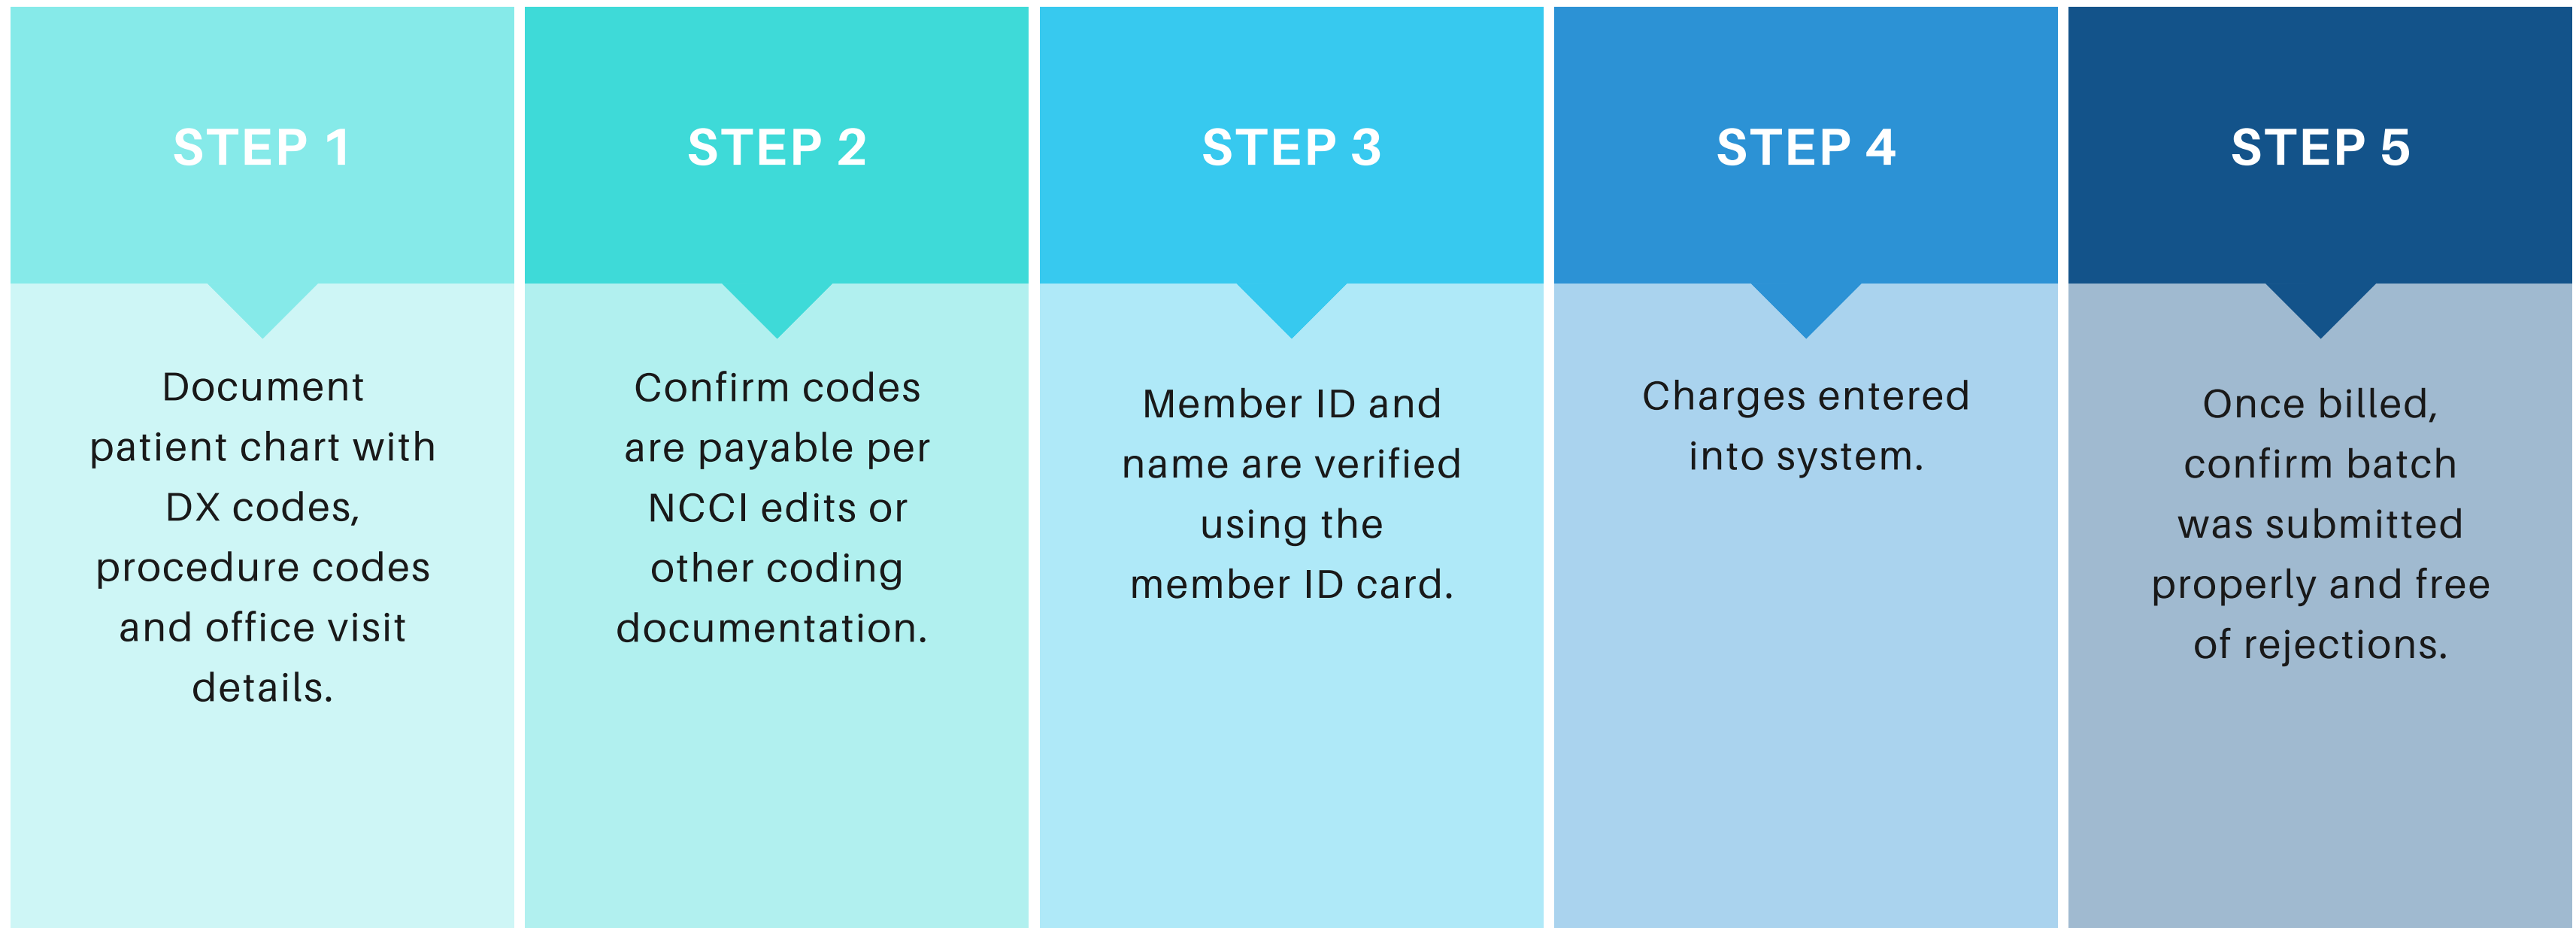 STEP 1
Document
patient chart with
DX codes,
procedure codes
and office visit
details.
STEP 2
Confirm codes
are payable per
NCCI edits or
other coding
documentation.
STEP 3
Member ID and
name are verified
using the
member ID card.
STEP 4
Charges entered
into system.
STEP 5
Once billed,
confirm batch
was submitted
properly and free
of rejections.